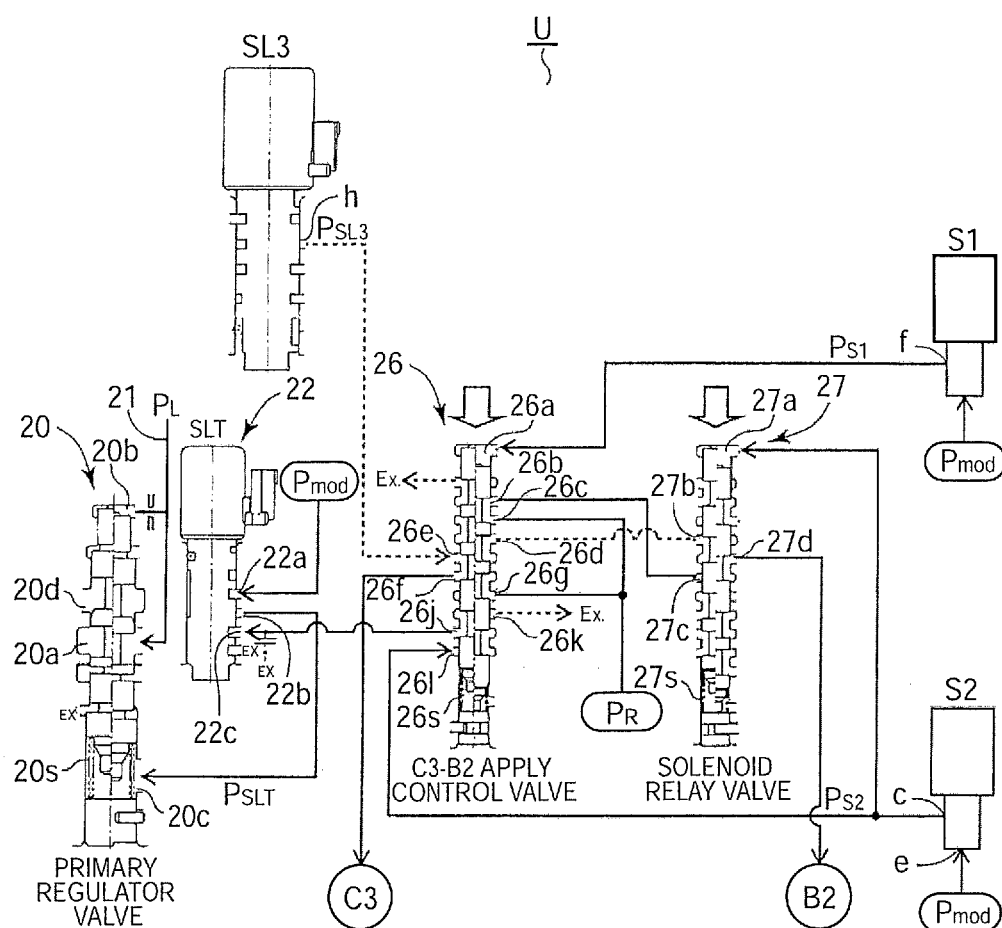 U
SL3
h
PSL3
S1
f
PS1
Pmod
26
26a
27a
27
21
PL
22
20
20b
SLT
Pmod
Ex.
26b
26c
27b
26e
26d
27d
22a
26f
26g
20d
26j
Ex.
27c
20a
26k
EX
EX
22b
26l
S2
EX
22c
26s
PR
27s
20s
C3-B2 APPLY
CONTROL VALVE
SOLENOID
RELAY VALVE
PSLT
PS2
c
20c
e
PRIMARY
REGULATOR
VALVE
C3
B2
Pmod